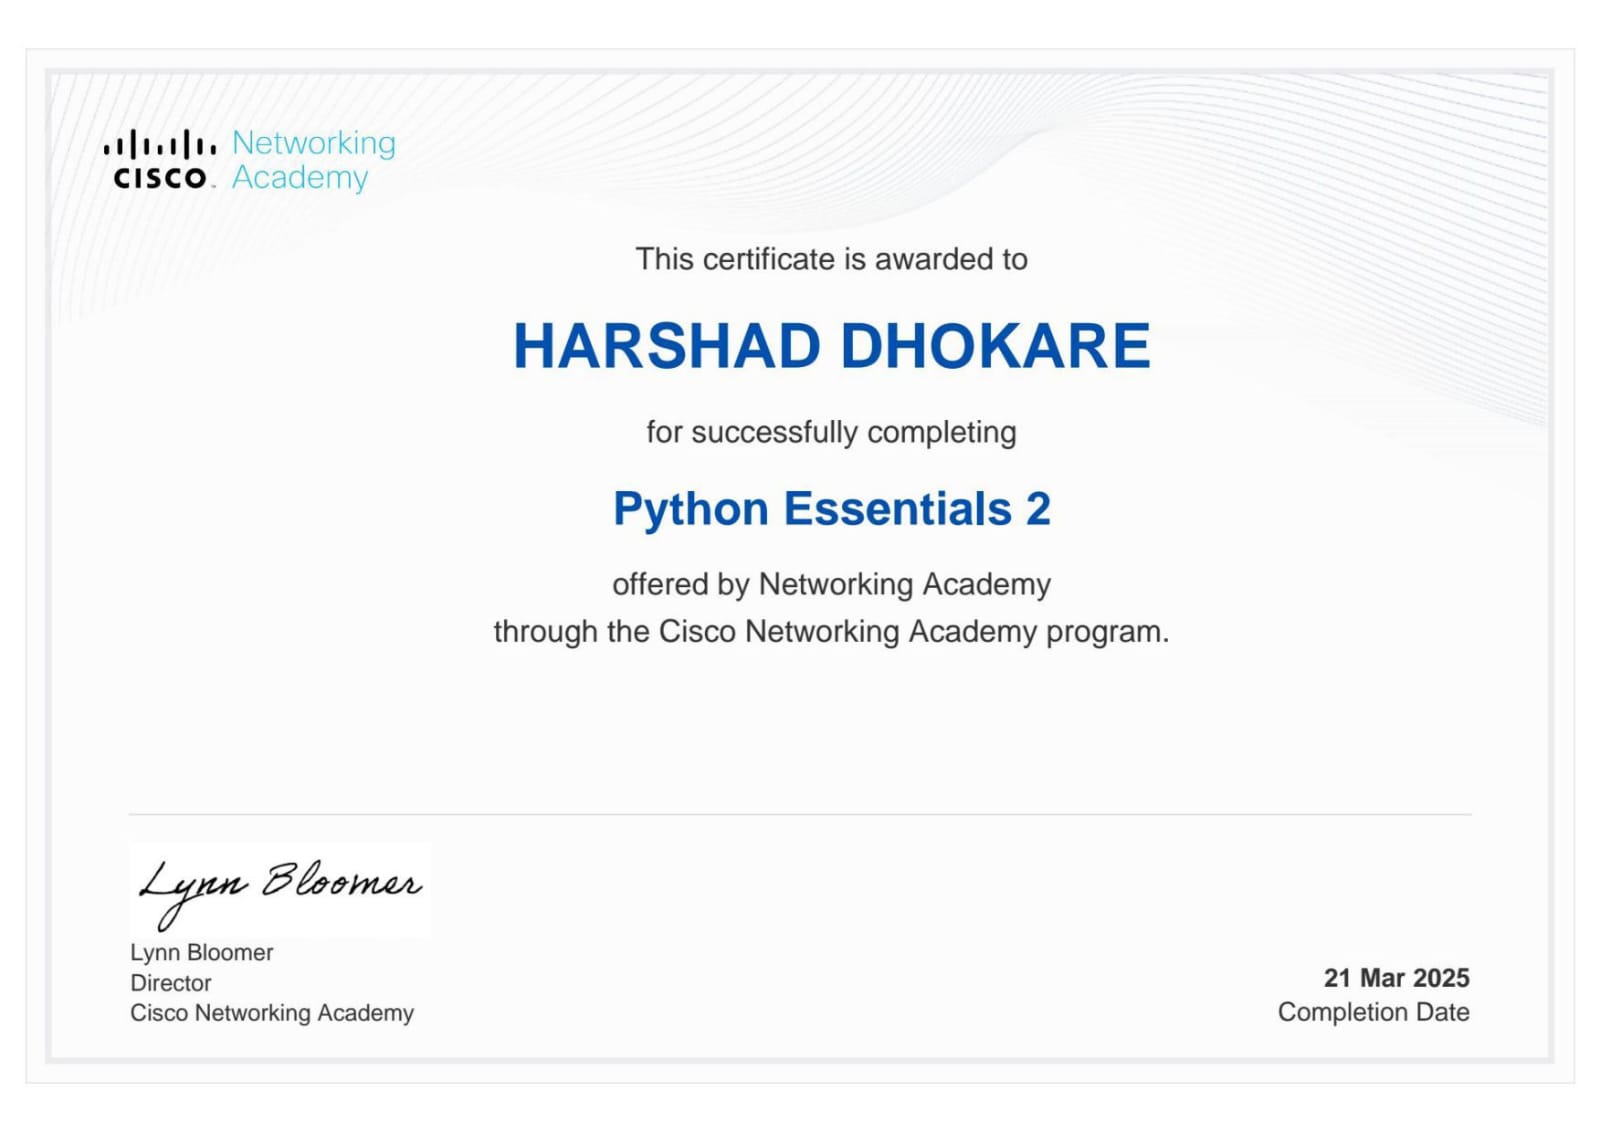 CISCO Networking
Academy
This certificate is awarded to
HARSHAD DHOKARE
for successfully completing
Python Essentials 2
offered by Networking Academy
through the Cisco Networking Academy program.
Lynn Bloomer
Lynn Bloomer
Director
Cisco Networking Academy
21 Mar 2025
Completion Date